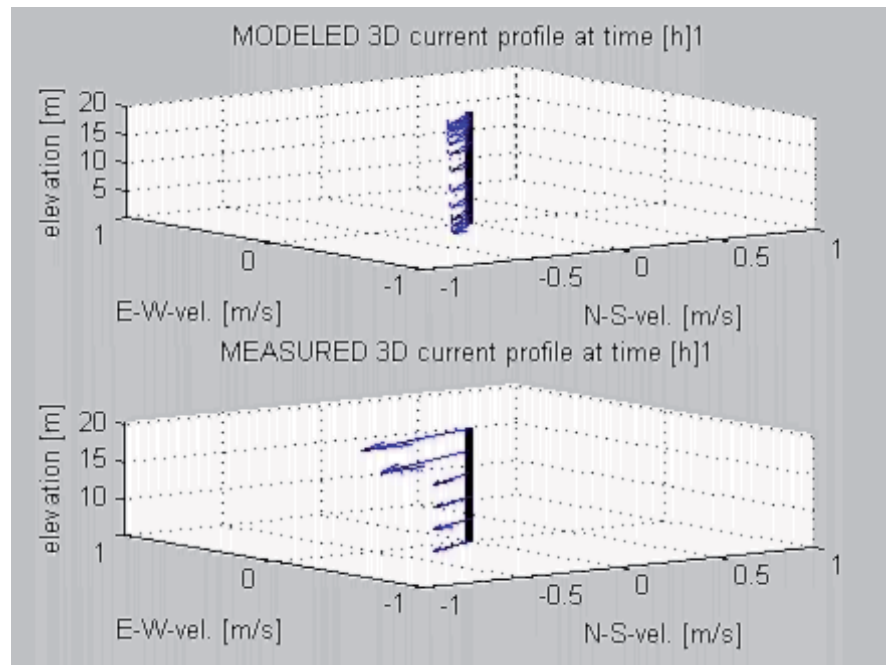 MODELED 3D current profile at time [h]1
elevation [m]
20
15
10
5
1
0
-1
E-W-vel. [m/s]
-1
-0.5
0
0.5
1
N-S-vel. [m/s]
MEASURED 3D current profile at time [h]1
elevation [m]
20
15
10
1
0
-1
E-W-vel. [m/s]
-1
-0.5
0
0.5
1
N-S-vel. [m/s]